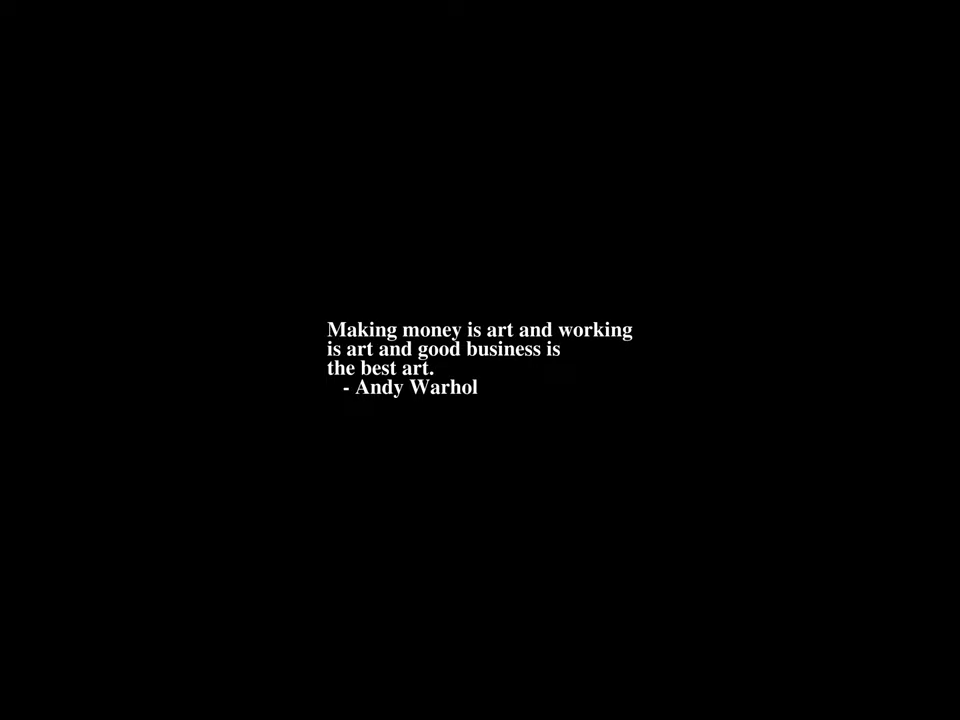 Making money is art and working
is art and good business is
the best art.
- Andy Warhol